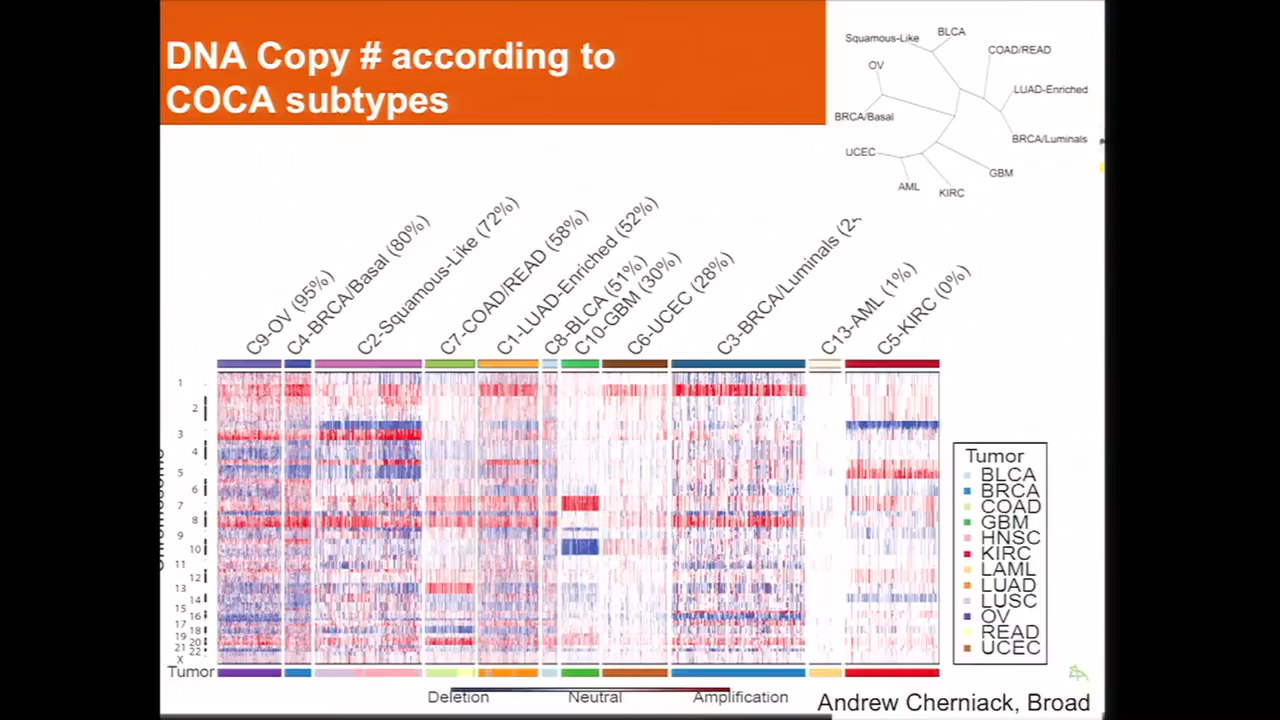 DNA Copy # according to
COCA subtypes
Squamous-Like
BLCA
COAD/READ
OV
LUAD-Enriched
BRCA/Basal
BRCA/Luminals
UCEC
GBM
AML
KIRC
C9-OV (95%)
C4-BRCA/Basal (80%)
C2-Squamous-Like (72%)
C7-COAD/READ (58%)
C1-LUAD-Enriched (52%)
C8-BLCA (51%)
C10-GBM (30%)
C6-UCEC (28%)
C3-BRCA/Luminals (2
C13-AML (1%)
C5-KIRC (0%)
1
2
3
4
5
6
7
8
9
10
11
12
13
14
15
16
17
18
19
20
21
22
X
Tumor
Tumor
BLCA
BRCA
COAD
GBM
HNSC
KIRC
LAML
LUAD
LUSC
OV
READ
UCEC
Deletion
Neutral
Amplification
Andrew Cherniack, Broad